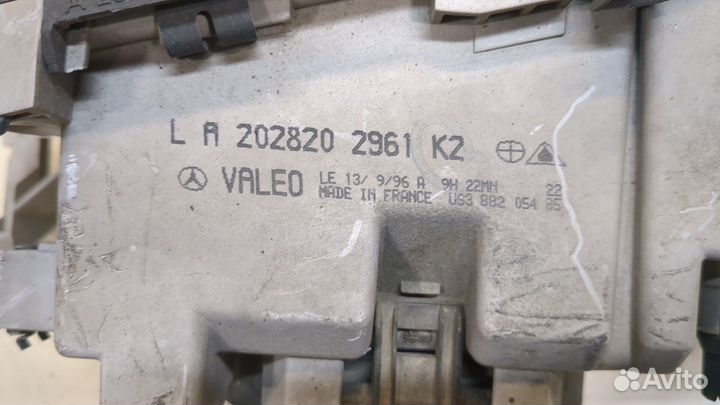 L A 202820 2961 K2
VALEO LE 13/ 9/96 A 9H 22MN 22
MADE IN FRANCE US3 882 054 85
Avito